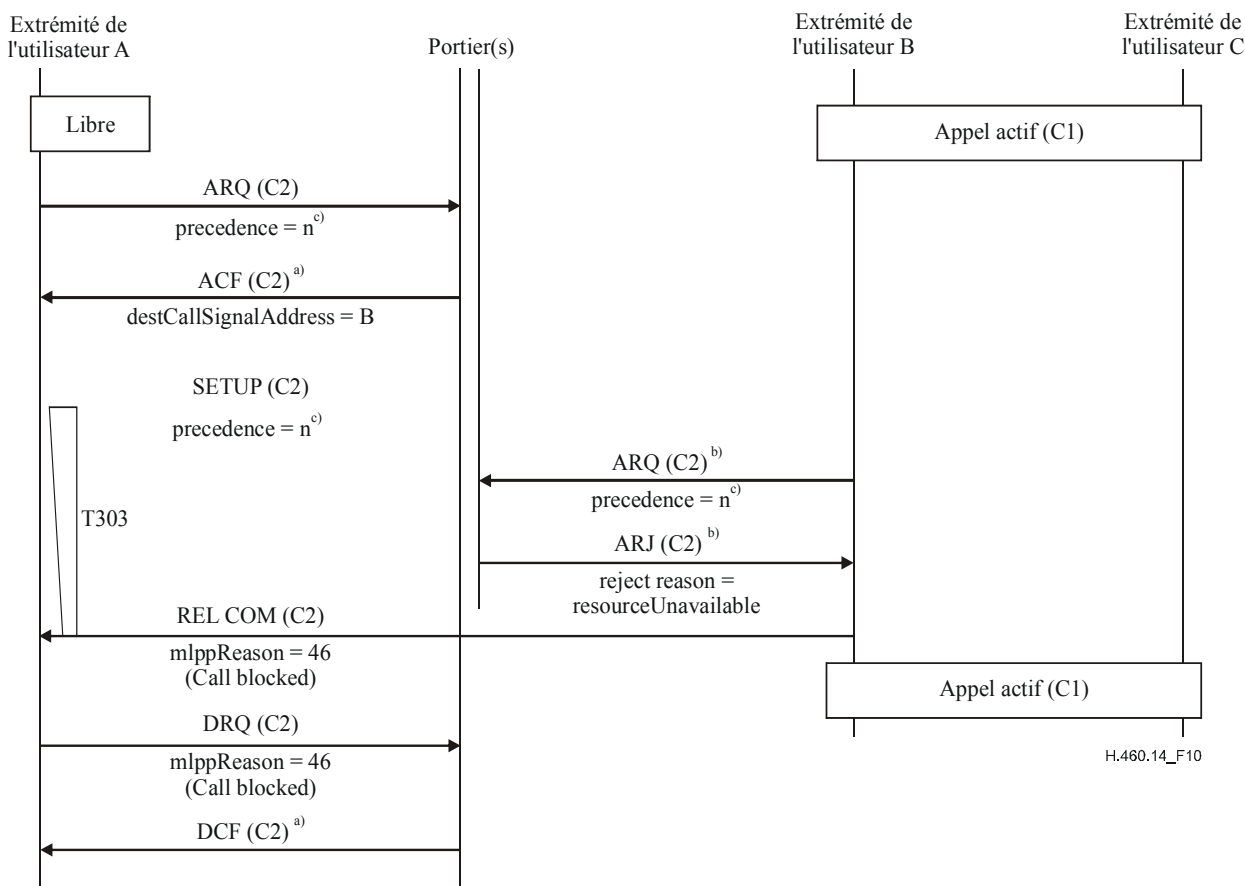 Extrémité de
l'utilisateur A
Portier(s)
Extrémité de
l'utilisateur B
Extrémité de
l'utilisateur C
Libre
Appel actif (C1)
ARQ (C2)
precedence = n c)
ACF (C2) a)
destCallSignalAddress = B
SETUP (C2)
precedence = n c)
T303
ARQ (C2) b)
precedence = n c)
ARJ (C2) b)
reject reason =
resourceUnavailable
REL COM (C2)
mlppReason = 46
(Call blocked)
Appel actif (C1)
DRQ (C2)
mlppReason = 46
(Call blocked)
H.460.14_F10
DCF (C2) a)